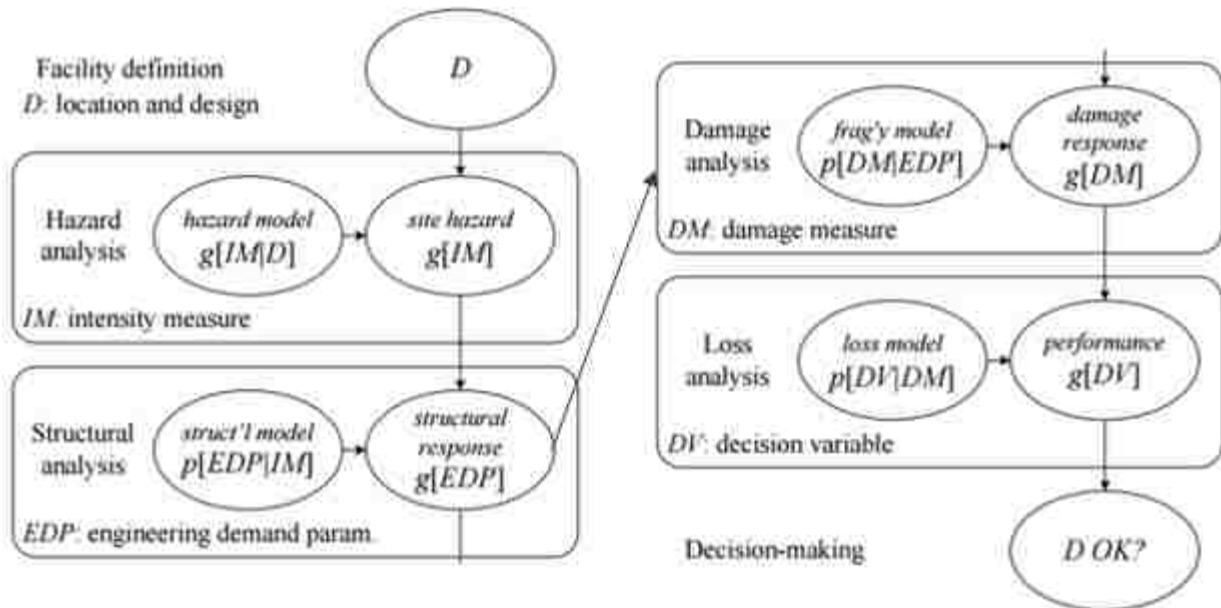 Facility definition
D: location and design
D
Hazard
analysis
hazard model
g[IM|D]
site hazard
g[IM]
IM: intensity measure
Structural
analysis
struct'l model
p[EDP|IM]
structural
response
g[EDP]
EDP: engineering demand param.
Damage
analysis
frag'y model
p[DM|EDP]
damage
response
g[DM]
DM: damage measure
Loss
analysis
loss model
p[DV|DM]
performance
g[DV]
DV: decision variable
Decision-making
D OK?